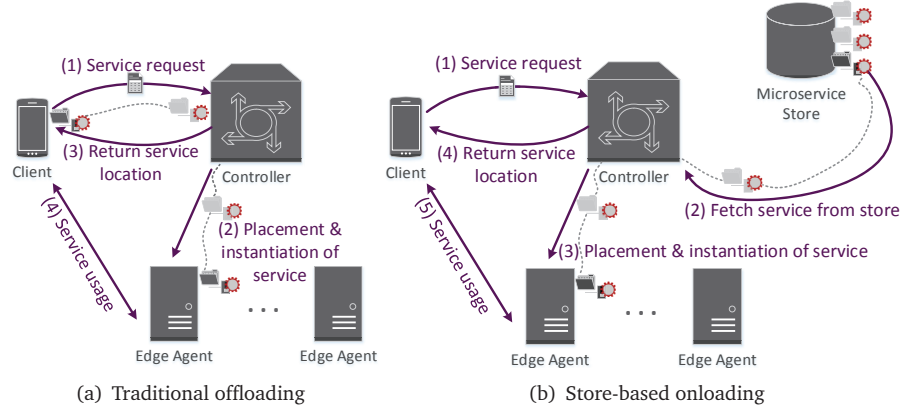 (1) Service request
(3) Return service
location
Client
Controller
(2) Placement &
instantiation of
service
(4) Service usage
. . .
Edge Agent
Edge Agent
(a) Traditional offloading
(1) Service request
Microservice
Store
(4) Return service
location
Client
Controller
(2) Fetch service from store
(3) Placement & instantiation of service
(5) Service usage
. . .
Edge Agent
Edge Agent
(b) Store-based onloading